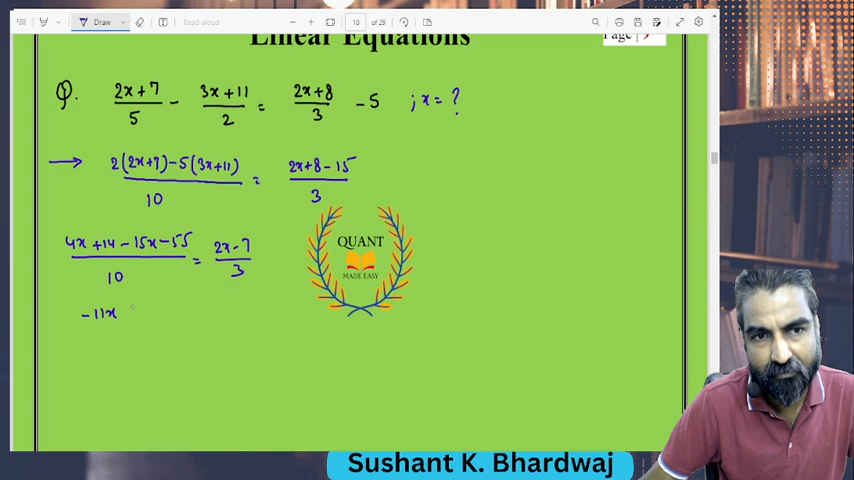 Draw
Read aloud
10 of 29
Linear Equations
Page | 9
Q. (2x+7)/5 - (3x+11)/2 = (2x+8)/3 - 5 ; x = ?
→ (2(2x+7)-5(3x+11))/10 = (2x+8-15)/3
(4x+14-15x-55)/10 = (2x-7)/3
-11x
QUANT
MADE EASY
Sushant K. Bhardwaj